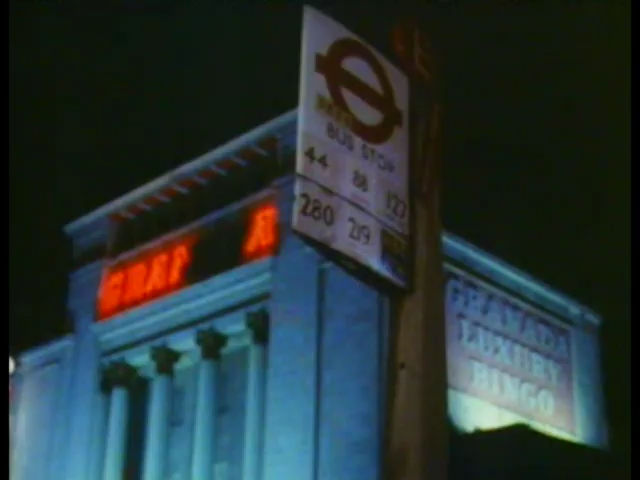 BUS STOP
44 88 127
280 219
GRAN A
GRANADA
LUXURY
BINGO